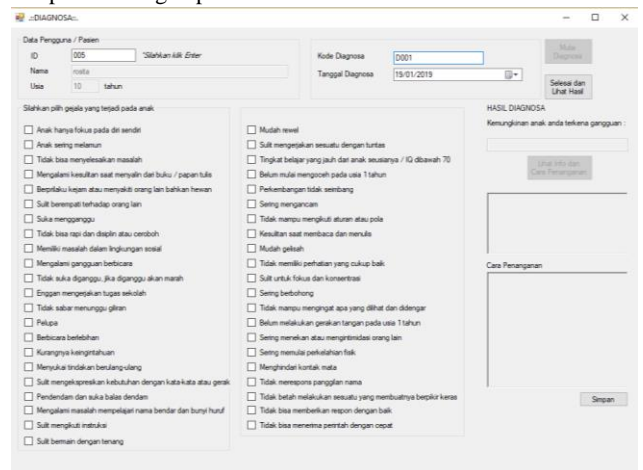 .::DIAGNOSA::.
Data Pengguna / Pasien
ID 005 *Silahkan klik Enter
Nama rosita
Usia 10 tahun
Kode Diagnosa D001
Tanggal Diagnosa 19/01/2019
Mulai Diagnosa
Selesai dan Lihat Hasil
Silahkan pilih gejala yang terjadi pada anak
Anak hanya fokus pada diri sendiri
Anak sering melamun
Tidak bisa menyelesaikan masalah
Mengalami kesulitan saat menyalin dari buku / papan tulis
Berprilaku kejam atau menyakiti orang lain bahkan hewan
Sulit berempati terhadap orang lain
Suka mengganggu
Tidak bisa rapi dan disiplin atau ceroboh
Memiliki masalah dalam lingkungan sosial
Mengalami gangguan berbicara
Tidak suka diganggu, jika diganggu akan marah
Enggan mengerjakan tugas sekolah
Tidak sabar menunggu giliran
Pelupa
Berbicara berlebihan
Kurangnya keingintahuan
Menyukai tindakan berulang-ulang
Sulit mengekspresikan kebutuhan dengan kata-kata atau gerak
Pendendam dan suka balas dendam
Mengalami masalah mempelajari nama bendar dan bunyi huruf
Sulit mengikuti instruksi
Sulit bermain dengan tenang
Mudah rewel
Sulit mengerjakan sesuatu dengan tuntas
Tingkat belajar yang jauh dari anak seusianya / IQ dibawah 70
Belum mulai mengoceh pada usia 1 tahun
Perkembangan tidak seimbang
Sering mengancam
Tidak mampu mengikuti aturan atau pola
Kesulitan saat membaca dan menulis
Mudah gelisah
Tidak memiliki perhatian yang cukup baik
Sulit untuk fokus dan konsentrasi
Sering berbohong
Tidak mampu mengingat apa yang dilihat dan didengar
Belum melakukan gerakan tangan pada usia 1 tahun
Sering menekan atau mengintimidasi orang lain
Sering memulai perkelahian fisik
Menghindari kontak mata
Tidak merespons panggilan nama
Tidak betah melakukan sesuatu yang membuatnya berpikir keras
Tidak bisa memberikan respon dengan baik
Tidak bisa menerima perintah dengan cepat
HASIL DIAGNOSA
Kemungkinan anak anda terkena gangguan :
Lihat info dan
Cara Penanganan
Cara Penanganan
Simpan